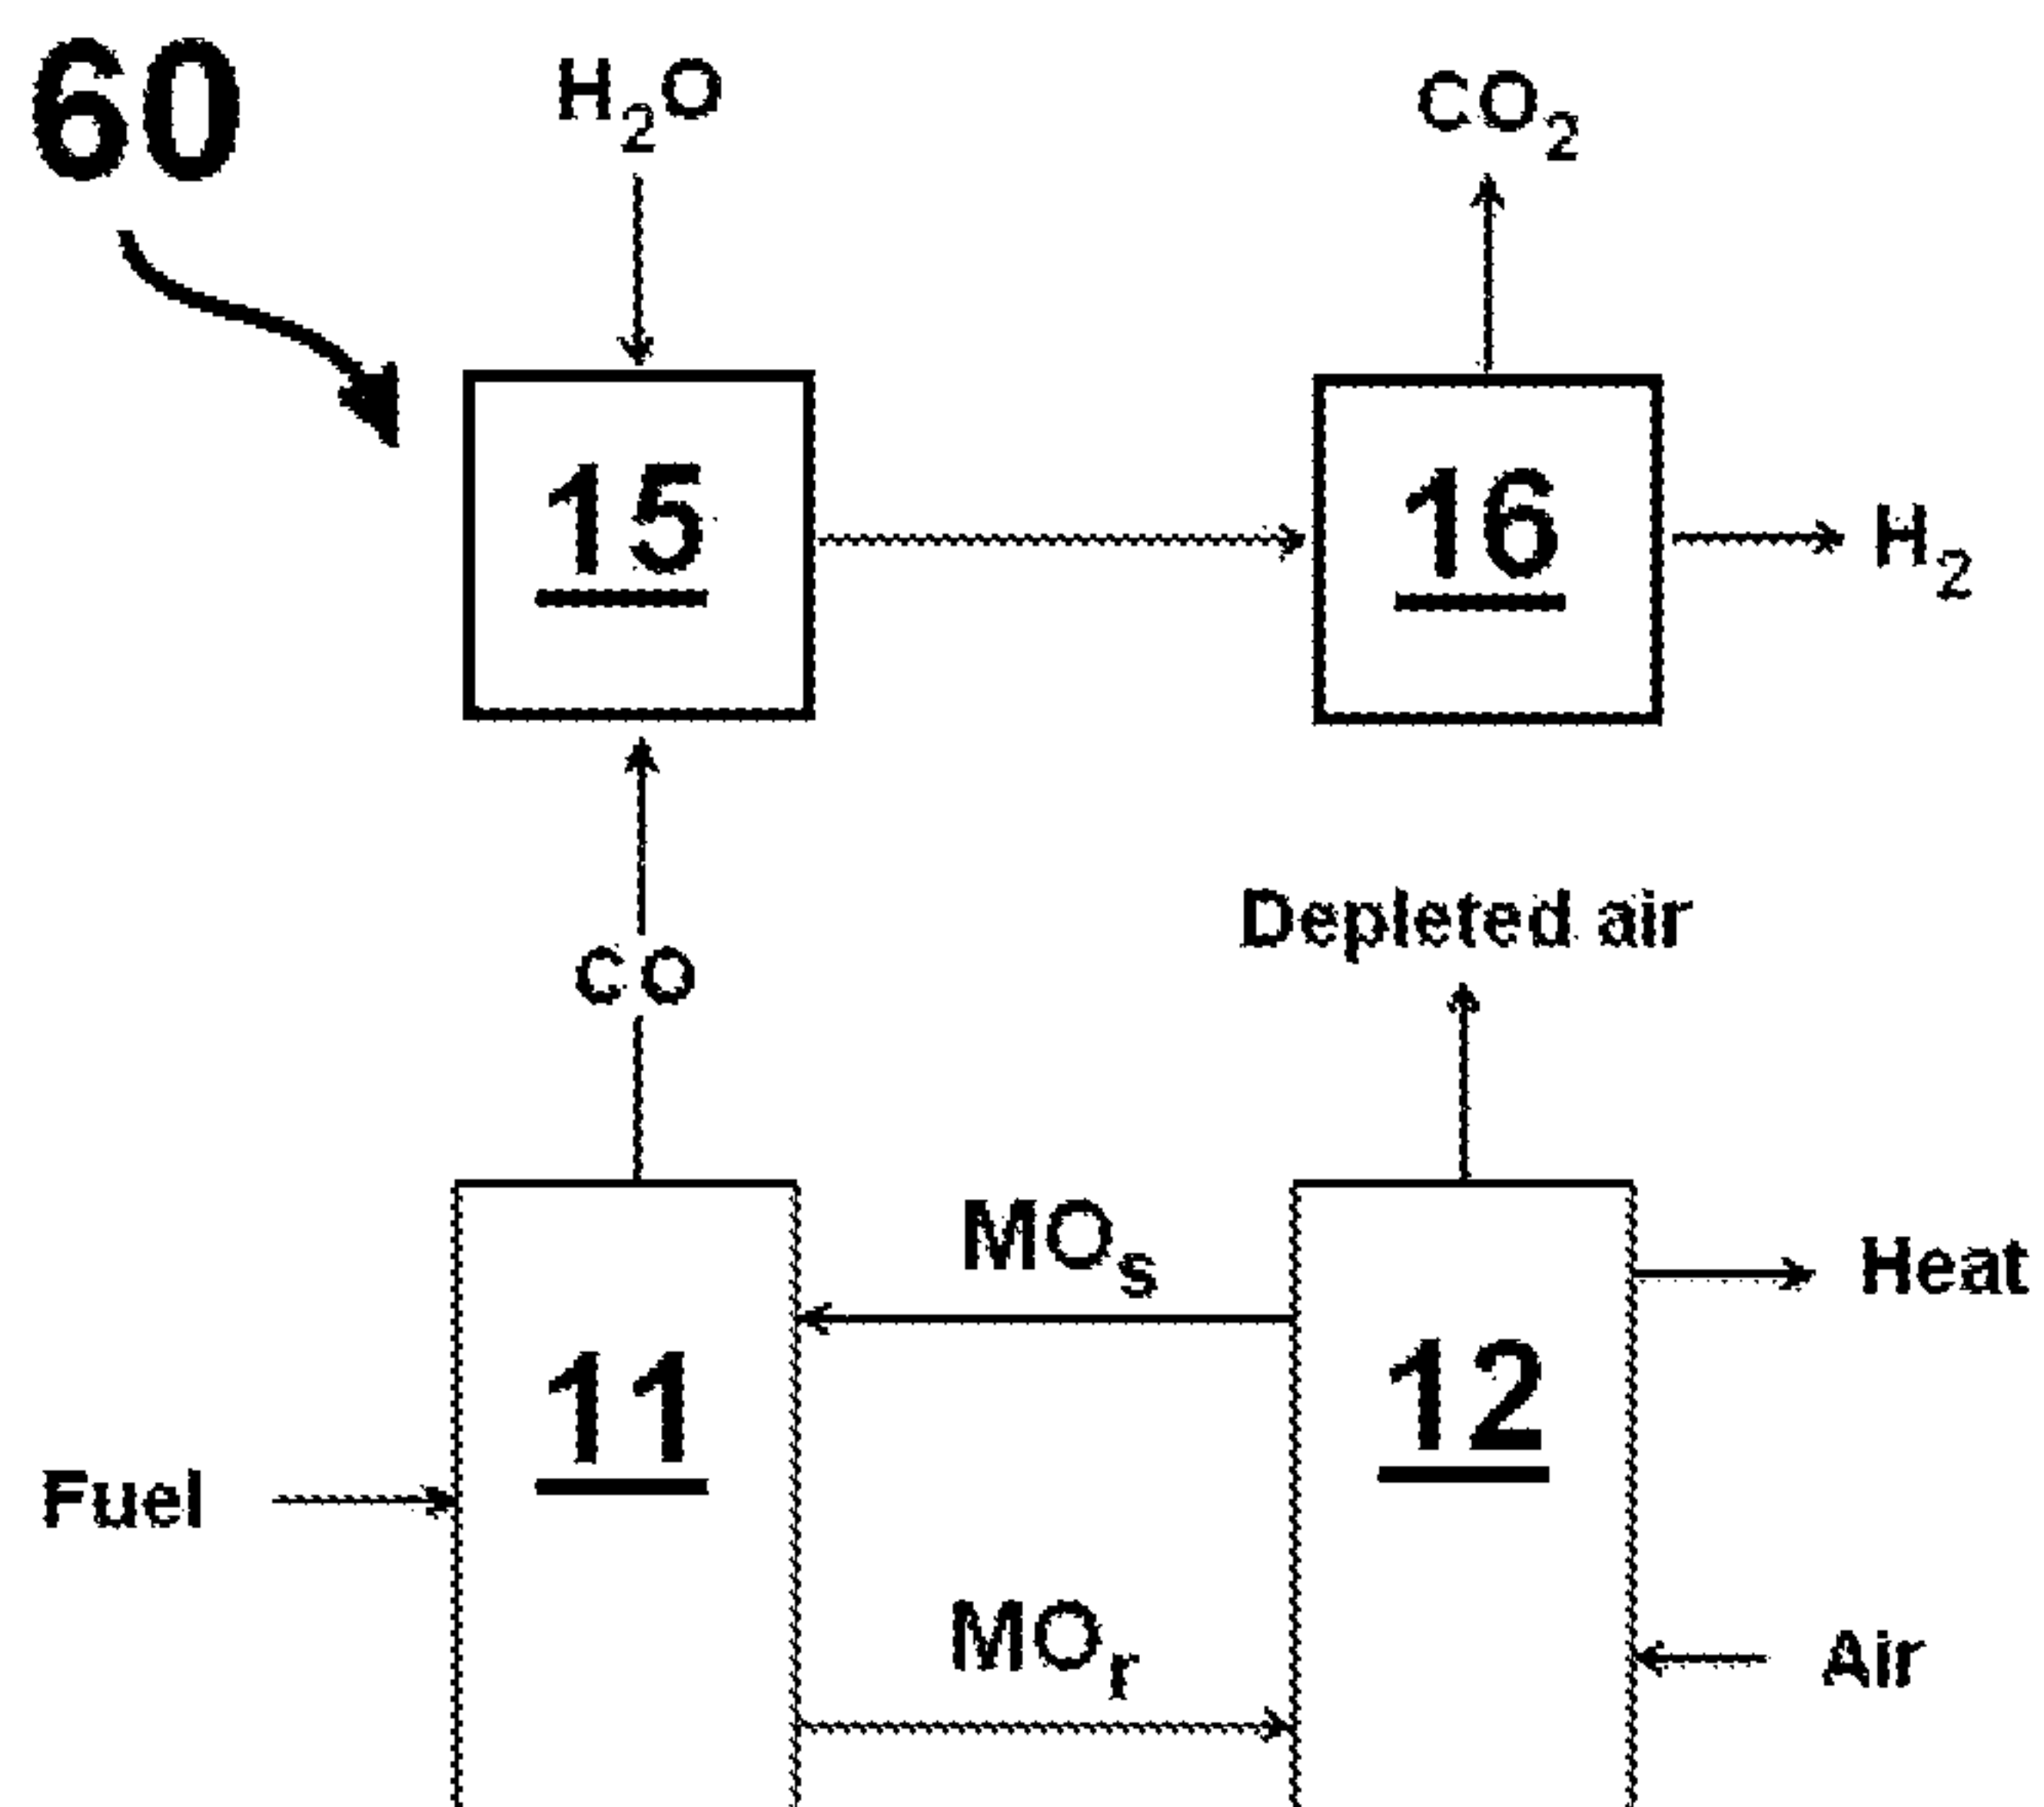 60
H₂O
CO₂
15
16
H₂
CO
Depleted air
MOₛ
Heat
11
12
Fuel
MOᵣ
Air